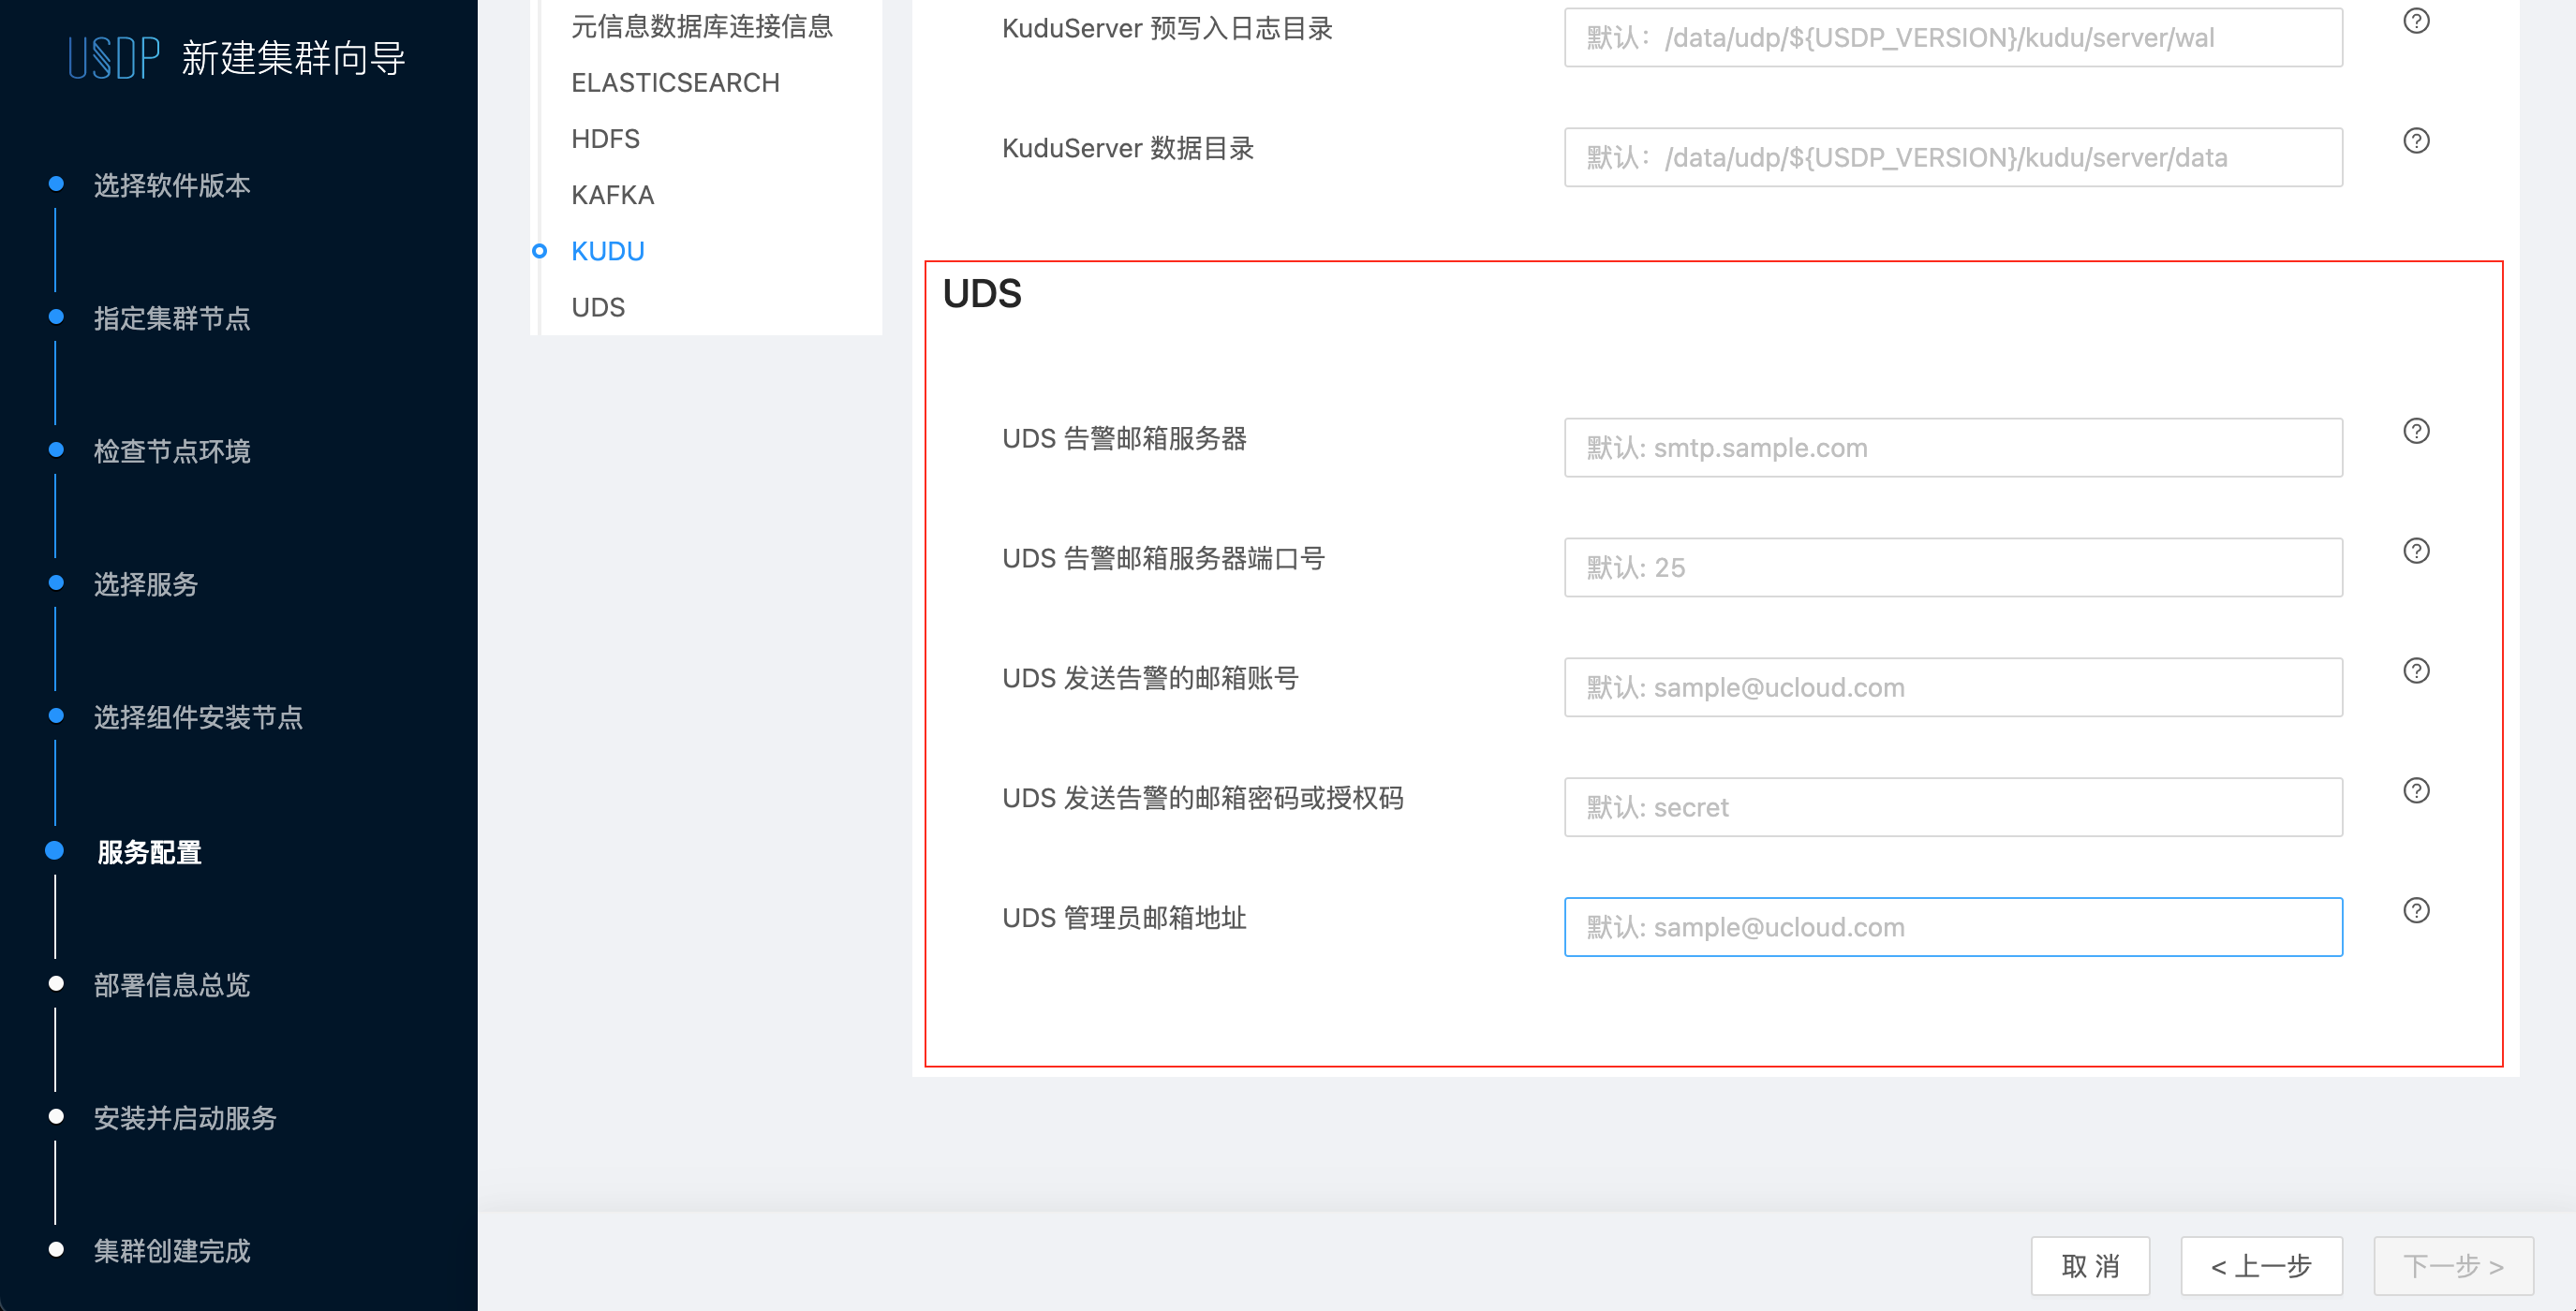 USDP 新建集群向导
选择软件版本
指定集群节点
检查节点环境
选择服务
选择组件安装节点
服务配置
部署信息总览
安装并启动服务
集群创建完成
元信息数据库连接信息
ELASTICSEARCH
HDFS
KAFKA
KUDU
UDS
KuduServer 预写入日志目录
默认：/data/udp/${USDP_VERSION}/kudu/server/wal
KuduServer 数据目录
默认：/data/udp/${USDP_VERSION}/kudu/server/data
UDS
UDS 告警邮箱服务器
默认: smtp.sample.com
UDS 告警邮箱服务器端口号
默认: 25
UDS 发送告警的邮箱账号
默认: sample@ucloud.com
UDS 发送告警的邮箱密码或授权码
默认: secret
UDS 管理员邮箱地址
默认: sample@ucloud.com
取 消
< 上一步
下一步 >